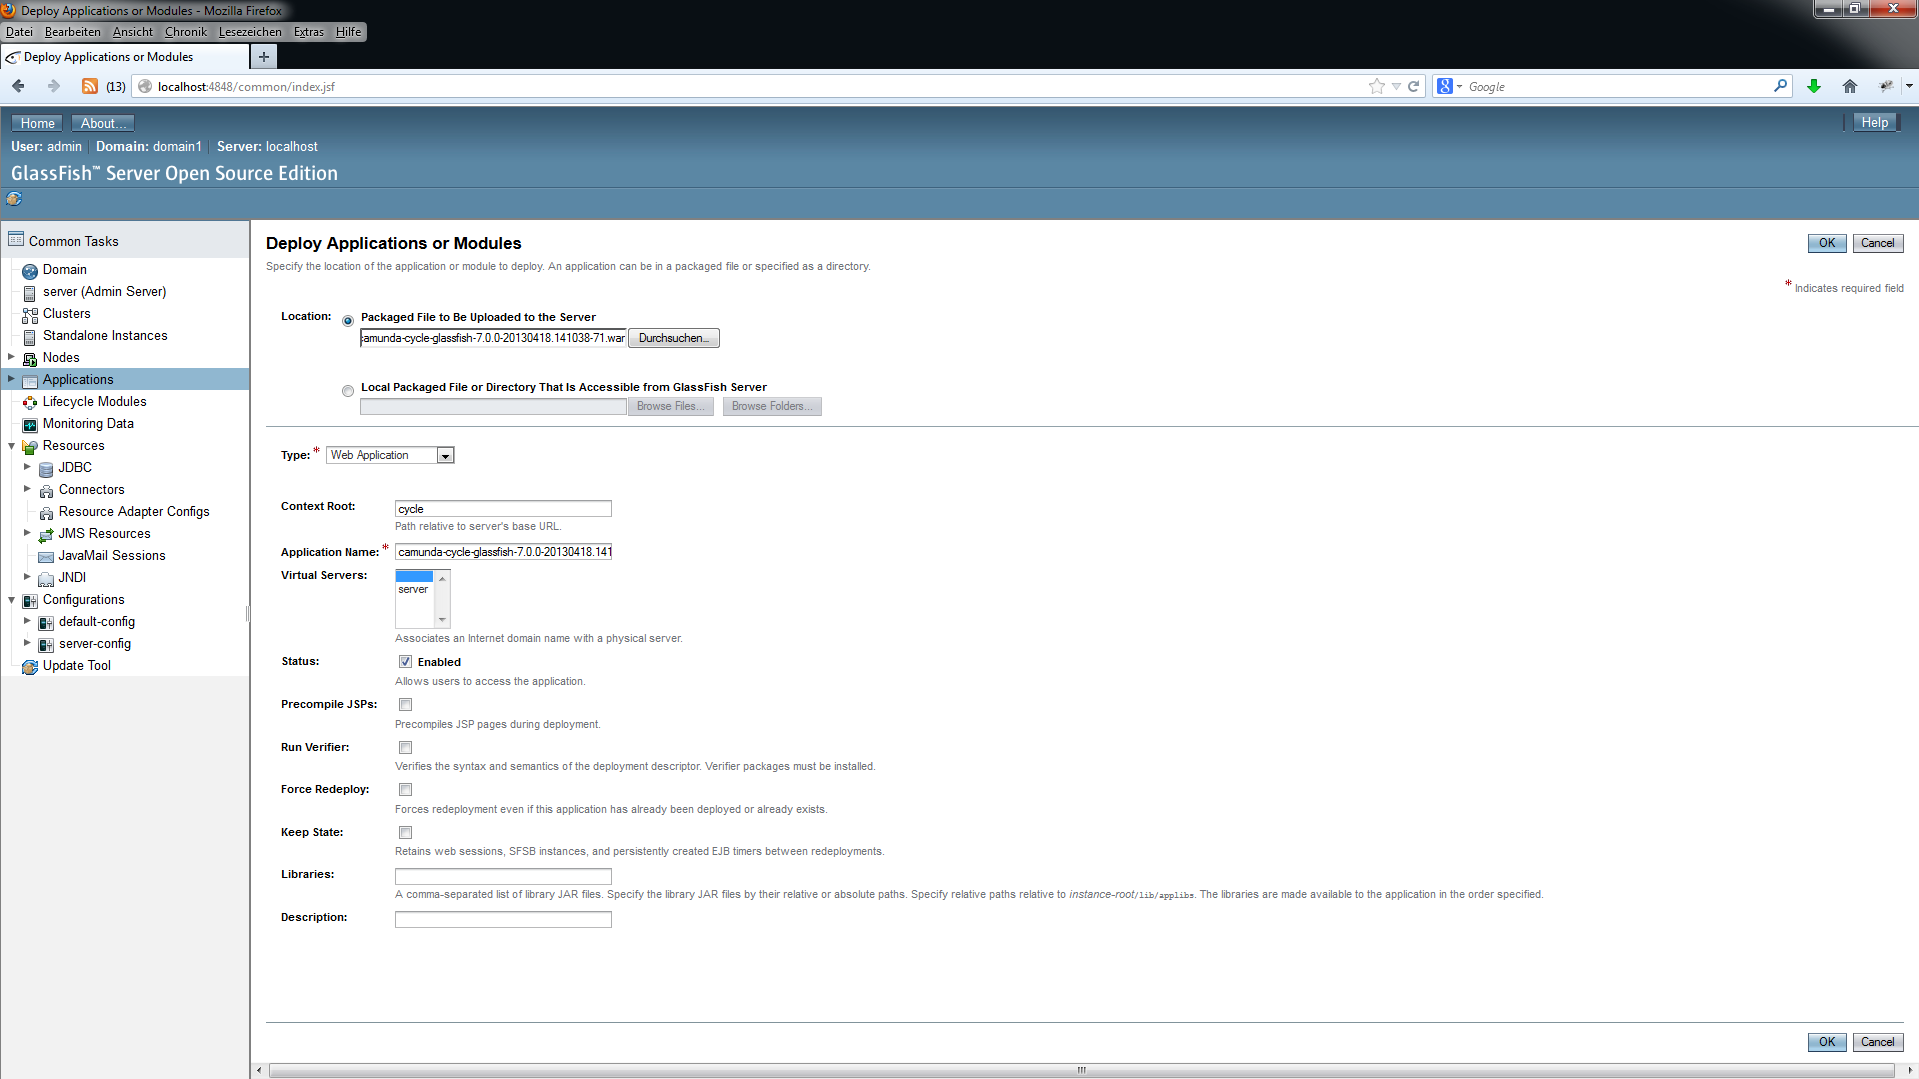 Deploy Applications or Modules - Mozilla Firefox
Datei Bearbeiten Ansicht Chronik Lesezeichen Extras Hilfe
Deploy Applications or Modules
(13) localhost:4848/common/index.jsf Google
Home About... Help
User: admin Domain: domain1 Server: localhost
GlassFish™ Server Open Source Edition
Common Tasks
Domain
server (Admin Server)
Clusters
Standalone Instances
Nodes
Applications
Lifecycle Modules
Monitoring Data
Resources
JDBC
Connectors
Resource Adapter Configs
JMS Resources
JavaMail Sessions
JNDI
Configurations
default-config
server-config
Update Tool
Deploy Applications or Modules
OK Cancel
Specify the location of the application or module to deploy. An application can be in a packaged file or specified as a directory.
* Indicates required field
Location: Packaged File to Be Uploaded to the Server
camunda-cycle-glassfish-7.0.0-20130418.141038-71.war Durchsuchen...
Local Packaged File or Directory That Is Accessible from GlassFish Server
Browse Files... Browse Folders...
Type: * Web Application
Context Root: cycle
Path relative to server's base URL.
Application Name: * camunda-cycle-glassfish-7.0.0-20130418.141
Virtual Servers:
server
Associates an Internet domain name with a physical server.
Status: Enabled
Allows users to access the application.
Precompile JSPs:
Precompiles JSP pages during deployment.
Run Verifier:
Verifies the syntax and semantics of the deployment descriptor. Verifier packages must be installed.
Force Redeploy:
Forces redeployment even if this application has already been deployed or already exists.
Keep State:
Retains web sessions, SFSB instances, and persistently created EJB timers between redeployments.
Libraries:
A comma-separated list of library JAR files. Specify the library JAR files by their relative or absolute paths. Specify relative paths relative to instance-root/lib/applibs. The libraries are made available to the application in the order specified.
Description:
OK Cancel